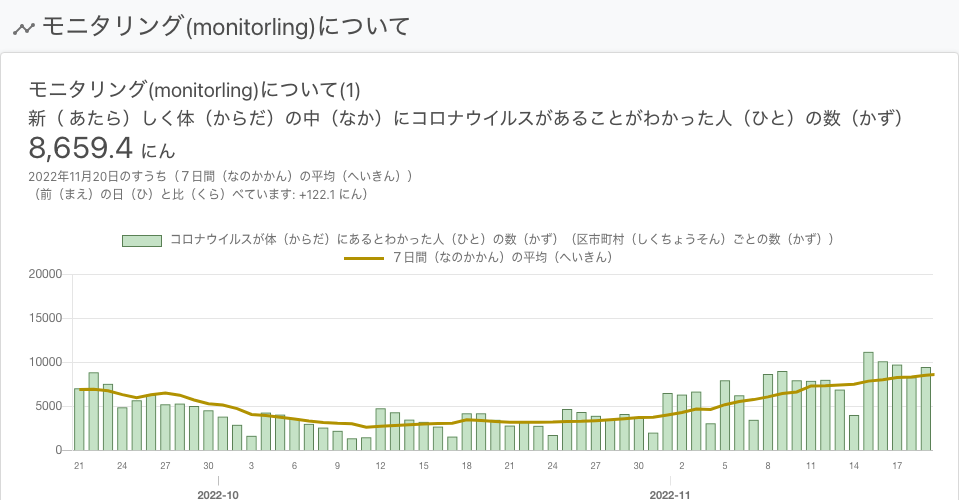 モニタリング(monitorling)について
モニタリング(monitorling)について(1)
新（ あたら）しく体（からだ）の中（なか）にコロナウイルスがあることがわかった人（ひと）の数（かず）
8,659.4 にん
2022年11月20日のすうち（７日間（なのかかん）の平均（へいきん））
（前（まえ）の日（ひ）と比（くら）べています: +122.1 にん）
コロナウイルスが体（からだ）にあるとわかった人（ひと）の数（かず）（区市町村（しくちょうそん）ごとの数（かず））
７日間（なのかかん）の平均（へいきん）
20000
15000
10000
5000
0
21 24 27 30 3 6 9 12 15 18 21 24 27 30 2 5 8 11 14 17
2022-10 2022-11